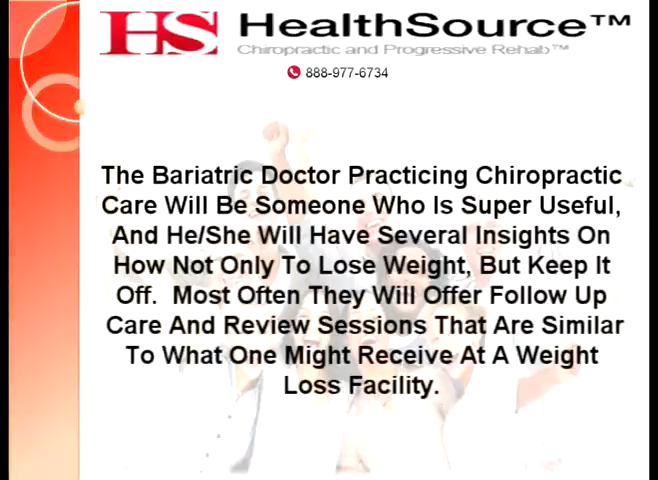 HS HealthSource™
Chiropractic and Progressive Rehab™
888-977-6734
The Bariatric Doctor Practicing Chiropractic
Care Will Be Someone Who Is Super Useful,
And He/She Will Have Several Insights On
How Not Only To Lose Weight, But Keep It
Off.  Most Often They Will Offer Follow Up
Care And Review Sessions That Are Similar
To What One Might Receive At A Weight
Loss Facility.